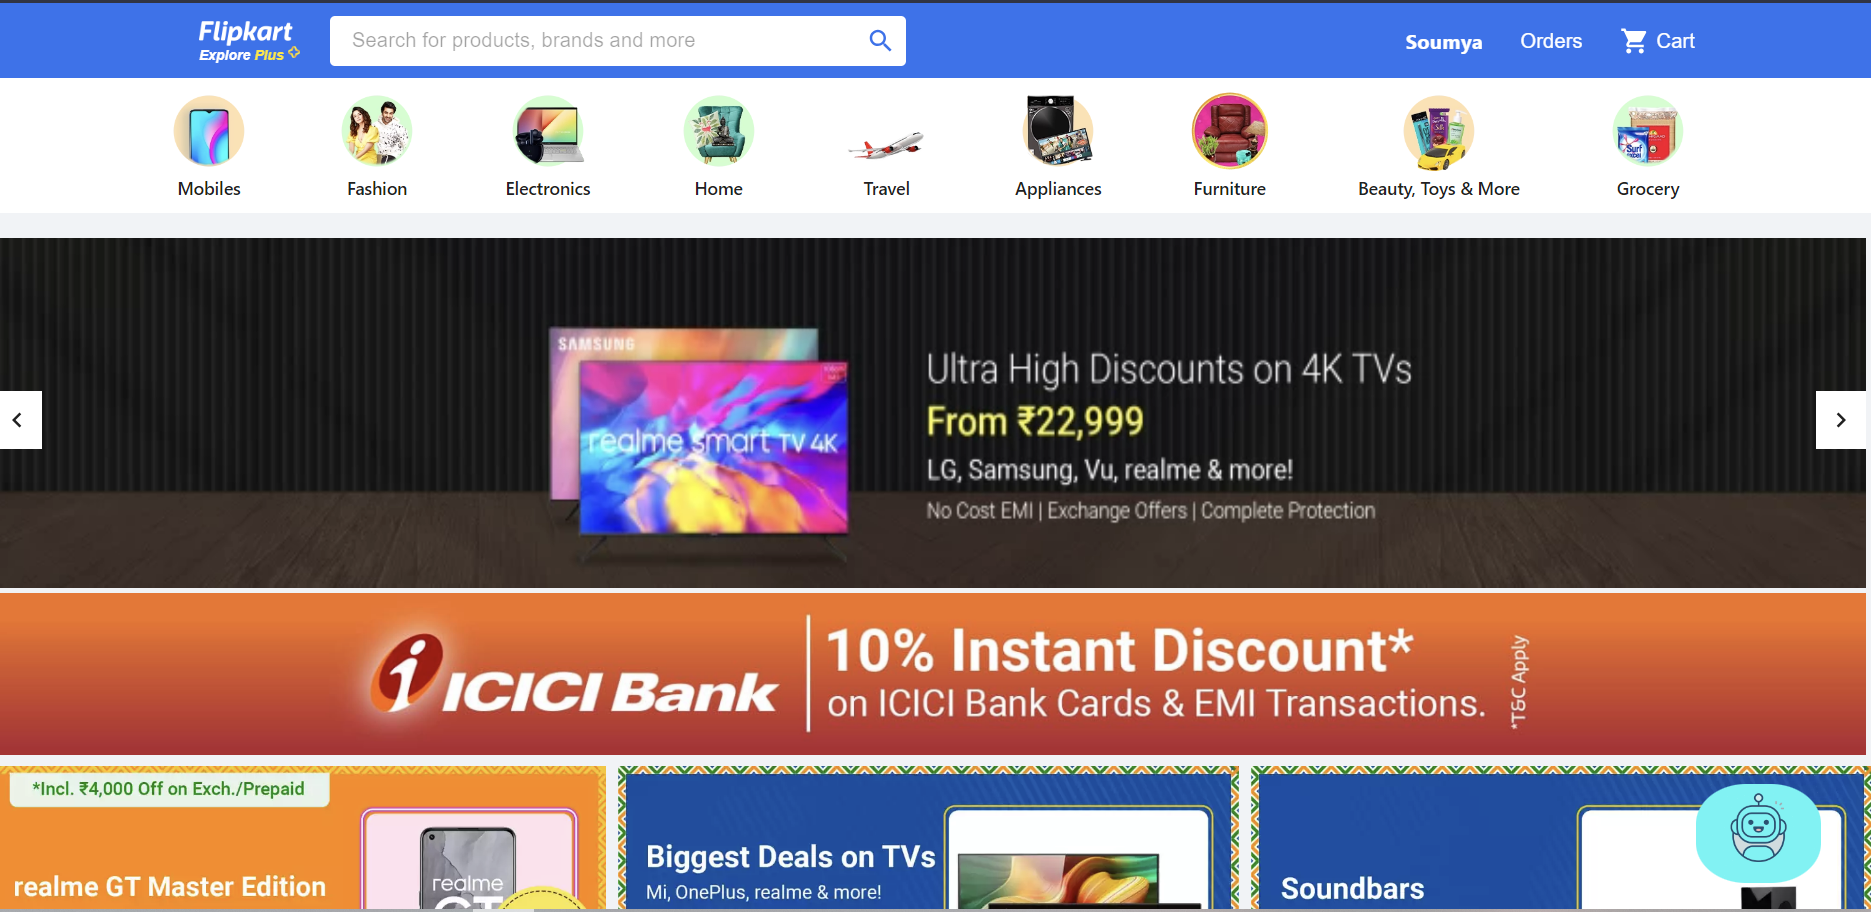 Flipkart
Explore Plus
Search for products, brands and more
Soumya
Orders
Cart
Mobiles
Fashion
Electronics
Home
Travel
Appliances
Furniture
Beauty, Toys & More
Grocery
Surf excel
SAMSUNG
realme smart TV 4K
Ultra High Discounts on 4K TVs
From ₹22,999
LG, Samsung, Vu, realme & more!
No Cost EMI | Exchange Offers | Complete Protection
ICICI Bank
10% Instant Discount*
on ICICI Bank Cards & EMI Transactions.
*T&C Apply
*Incl. ₹4,000 Off on Exch./Prepaid
realme GT Master Edition
realme
GT
Biggest Deals on TVs
Mi, OnePlus, realme & more!
Soundbars